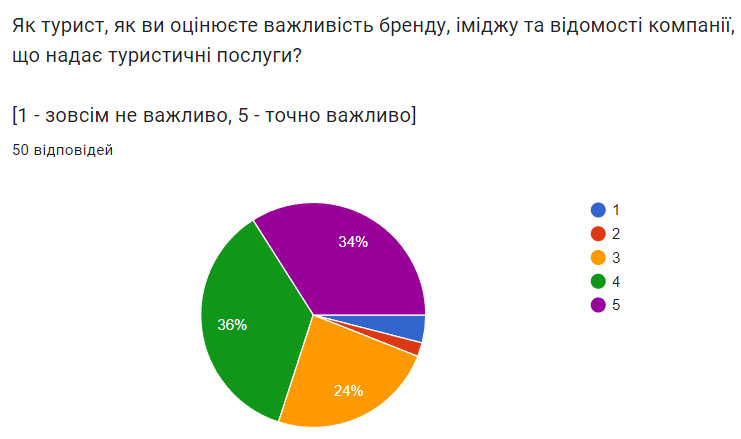 Як турист, як ви оцінюєте важливість бренду, іміджу та відомості компанії,
що надає туристичні послуги?
[1 - зовсім не важливо, 5 - точно важливо]
50 відповідей
34%
36%
24%
1
2
3
4
5